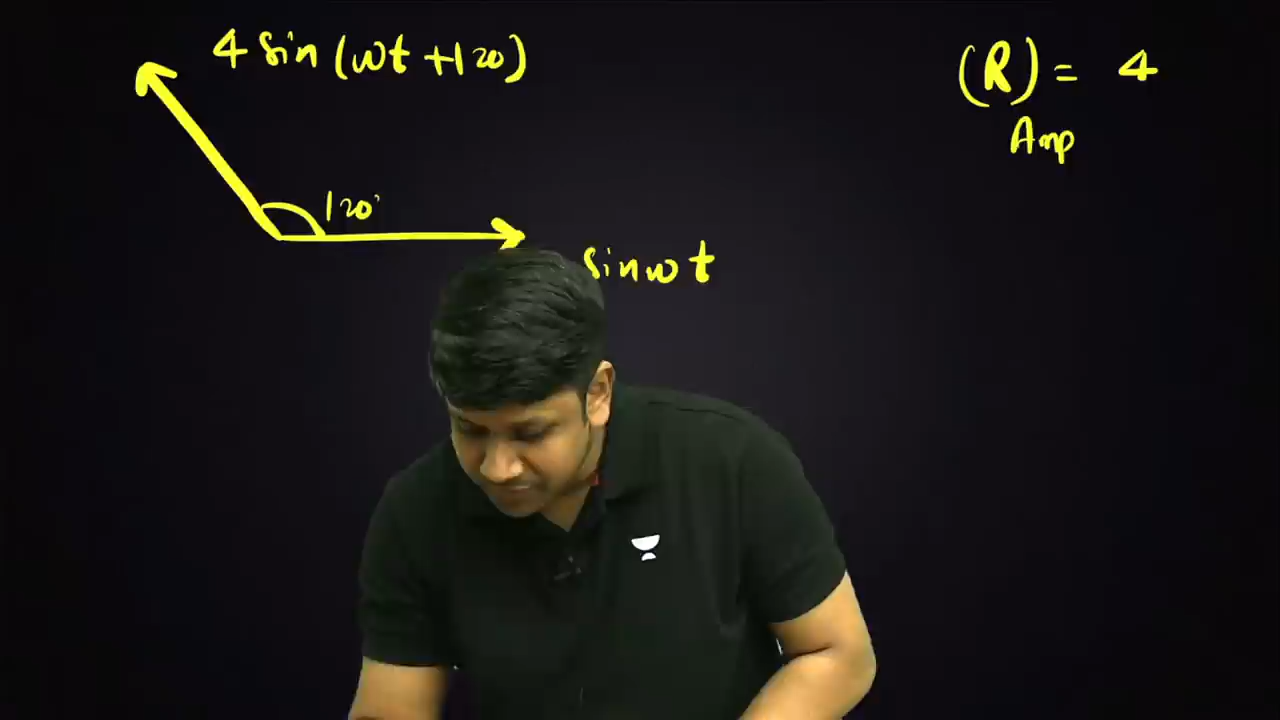 4 sin (ωt +120)
(R) = 4
Amp
120°
sin ωt